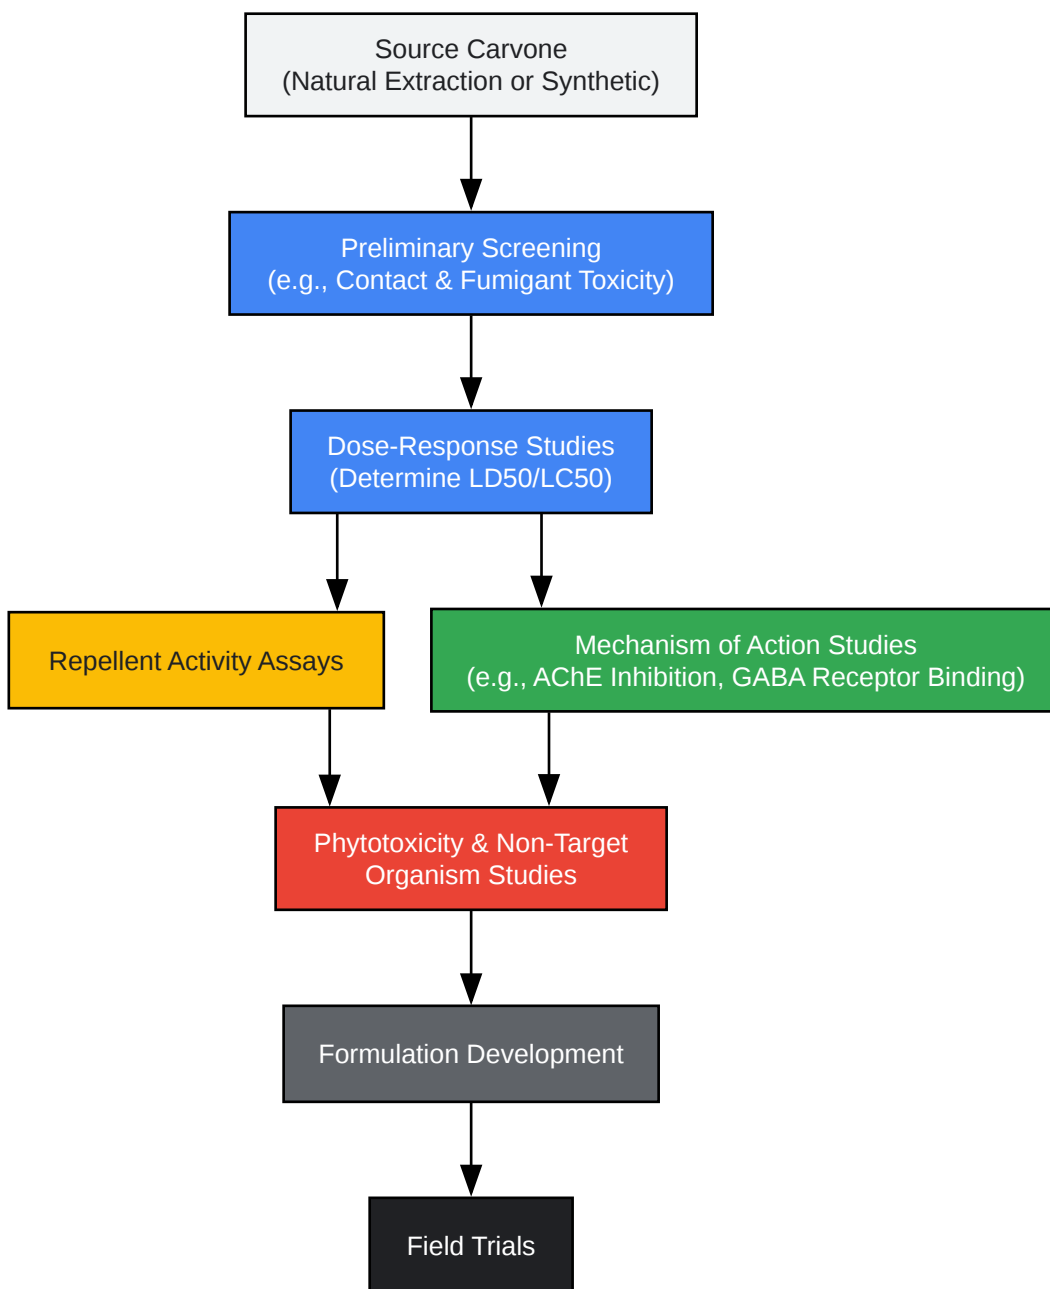 Source Carvone
(Natural Extraction or Synthetic)
Preliminary Screening
(e.g., Contact & Fumigant Toxicity)
Dose-Response Studies
(Determine LD50/LC50)
Repellent Activity Assays
Mechanism of Action Studies
(e.g., AChE Inhibition, GABA Receptor Binding)
Phytotoxicity & Non-Target
Organism Studies
Formulation Development
Field Trials